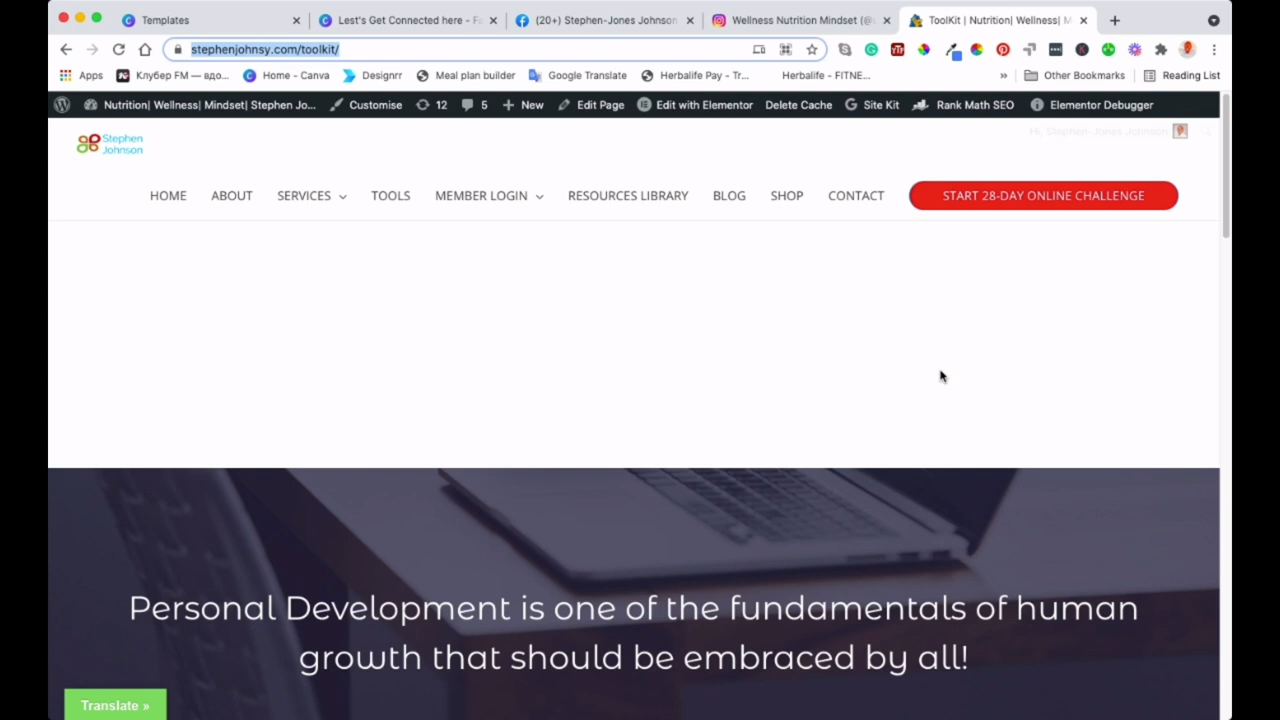 Templates
Lest's Get Connected here - Fa
(20+) Stephen-Jones Johnson
Wellness Nutrition Mindset (@
ToolKit | Nutrition| Wellness| M
stephenjohnsy.com/toolkit/
Apps
Клубер FM — вдо...
Home - Canva
Designrr
Meal plan builder
Google Translate
Herbalife Pay - Tr...
Herbalife - FITNE...
»
Other Bookmarks
Reading List
Nutrition| Wellness| Mindset| Stephen Jo...
Customise
12
5
New
Edit Page
Edit with Elementor
Delete Cache
Site Kit
Rank Math SEO
Elementor Debugger
Hi, Stephen-Jones Johnson
Stephen
Johnson
HOME
ABOUT
SERVICES
TOOLS
MEMBER LOGIN
RESOURCES LIBRARY
BLOG
SHOP
CONTACT
START 28-DAY ONLINE CHALLENGE
Personal Development is one of the fundamentals of human
growth that should be embraced by all!
Translate »